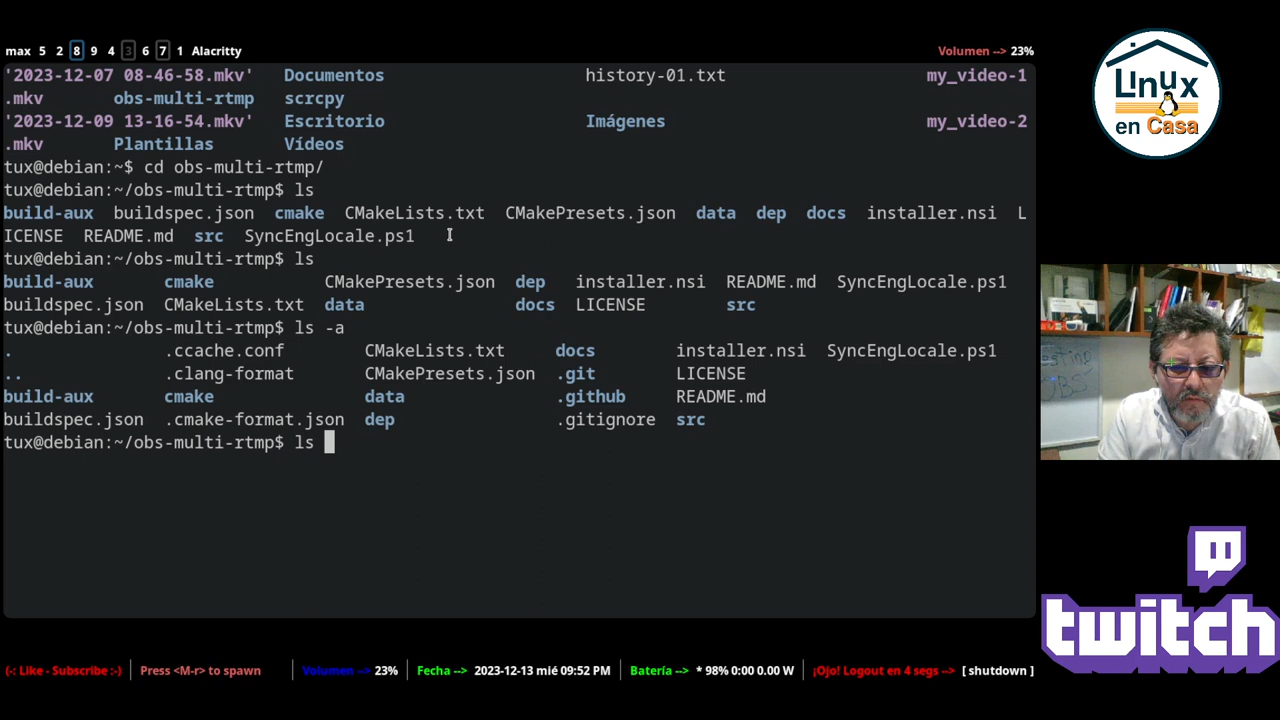 max 5 2 8 9 4 3 6 7 1 Alacritty
Volumen --> 23%
'2023-12-07 08-46-58.mkv' Documentos history-01.txt my_video-1
.mkv obs-multi-rtmp scrcpy
'2023-12-09 13-16-54.mkv' Escritorio Imágenes my_video-2
.mkv Plantillas Vídeos
tux@debian:~$ cd obs-multi-rtmp/
tux@debian:~/obs-multi-rtmp$ ls
build-aux buildspec.json cmake CMakeLists.txt CMakePresets.json data dep docs installer.nsi L
ICENSE README.md src SyncEngLocale.ps1
tux@debian:~/obs-multi-rtmp$ ls
build-aux cmake CMakePresets.json dep installer.nsi README.md SyncEngLocale.ps1
buildspec.json CMakeLists.txt data docs LICENSE src
tux@debian:~/obs-multi-rtmp$ ls -a
. .ccache.conf CMakeLists.txt docs installer.nsi SyncEngLocale.ps1
.. .clang-format CMakePresets.json .git LICENSE
build-aux cmake data .github README.md
buildspec.json .cmake-format.json dep .gitignore src
tux@debian:~/obs-multi-rtmp$ ls
(-: Like - Subscribe :-) Press <M-r> to spawn Volumen --> 23% Fecha --> 2023-12-13 mié 09:52 PM Batería --> * 98% 0:00 0.00 W ¡Ojo! Logout en 4 segs --> [ shutdown ]
Linux
en Casa
Testing
OBS
twitch